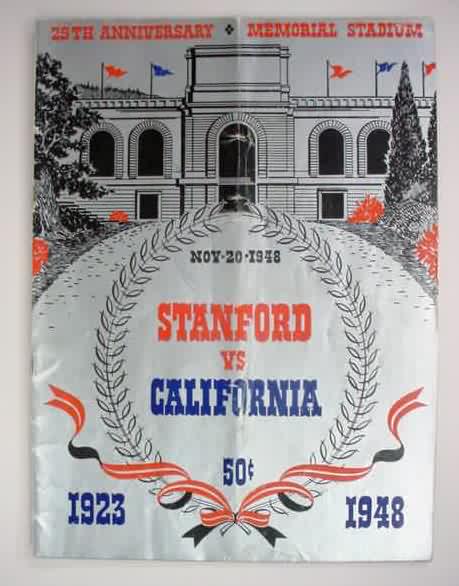 25TH ANNIVERSARY ❖ MEMORIAL STADIUM
NOV·20·1948
STANFORD
VS
CALIFORNIA
50¢
1923 1948